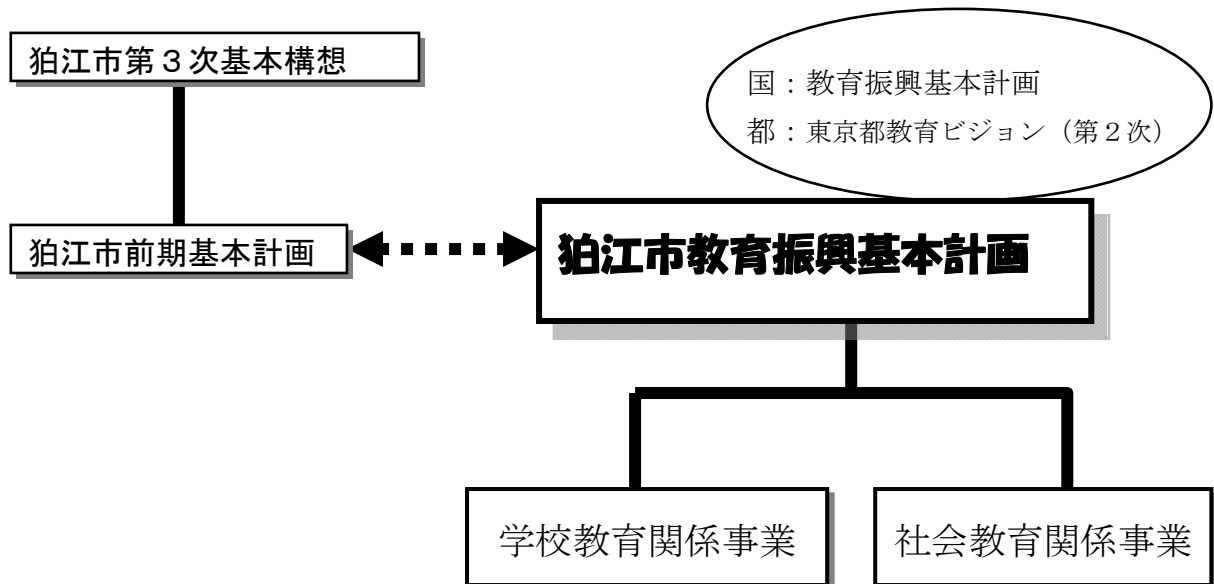 狛江市第３次基本構想
国：教育振興基本計画
都：東京都教育ビジョン（第２次）
狛江市前期基本計画
狛江市教育振興基本計画
学校教育関係事業
社会教育関係事業